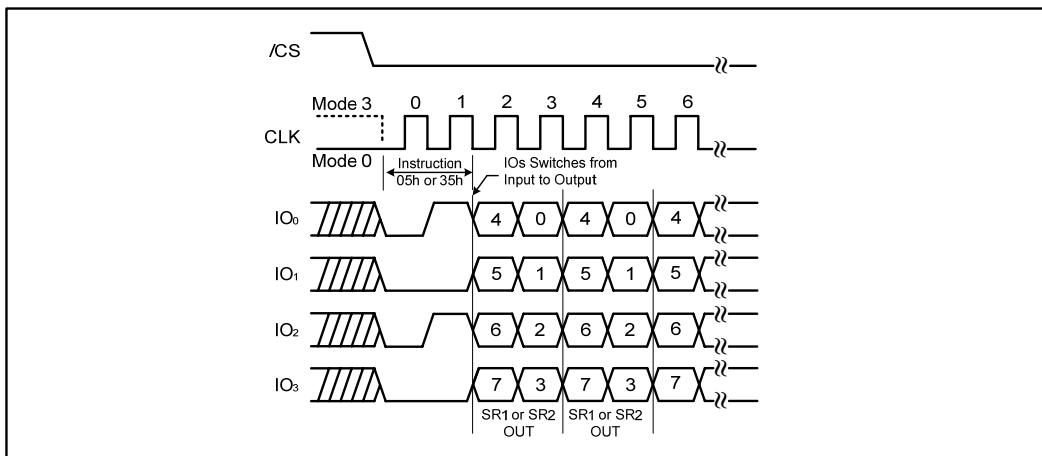 /CS
Mode 3 0 1 2 3 4 5 6
CLK
Mode 0
Instruction
05h or 35h
IOs Switches from
Input to Output
IO₀ 4 0 4 0 4
IO₁ 5 1 5 1 5
IO₂ 6 2 6 2 6
IO₃ 7 3 7 3 7
SR1 or SR2
OUT
SR1 or SR2
OUT